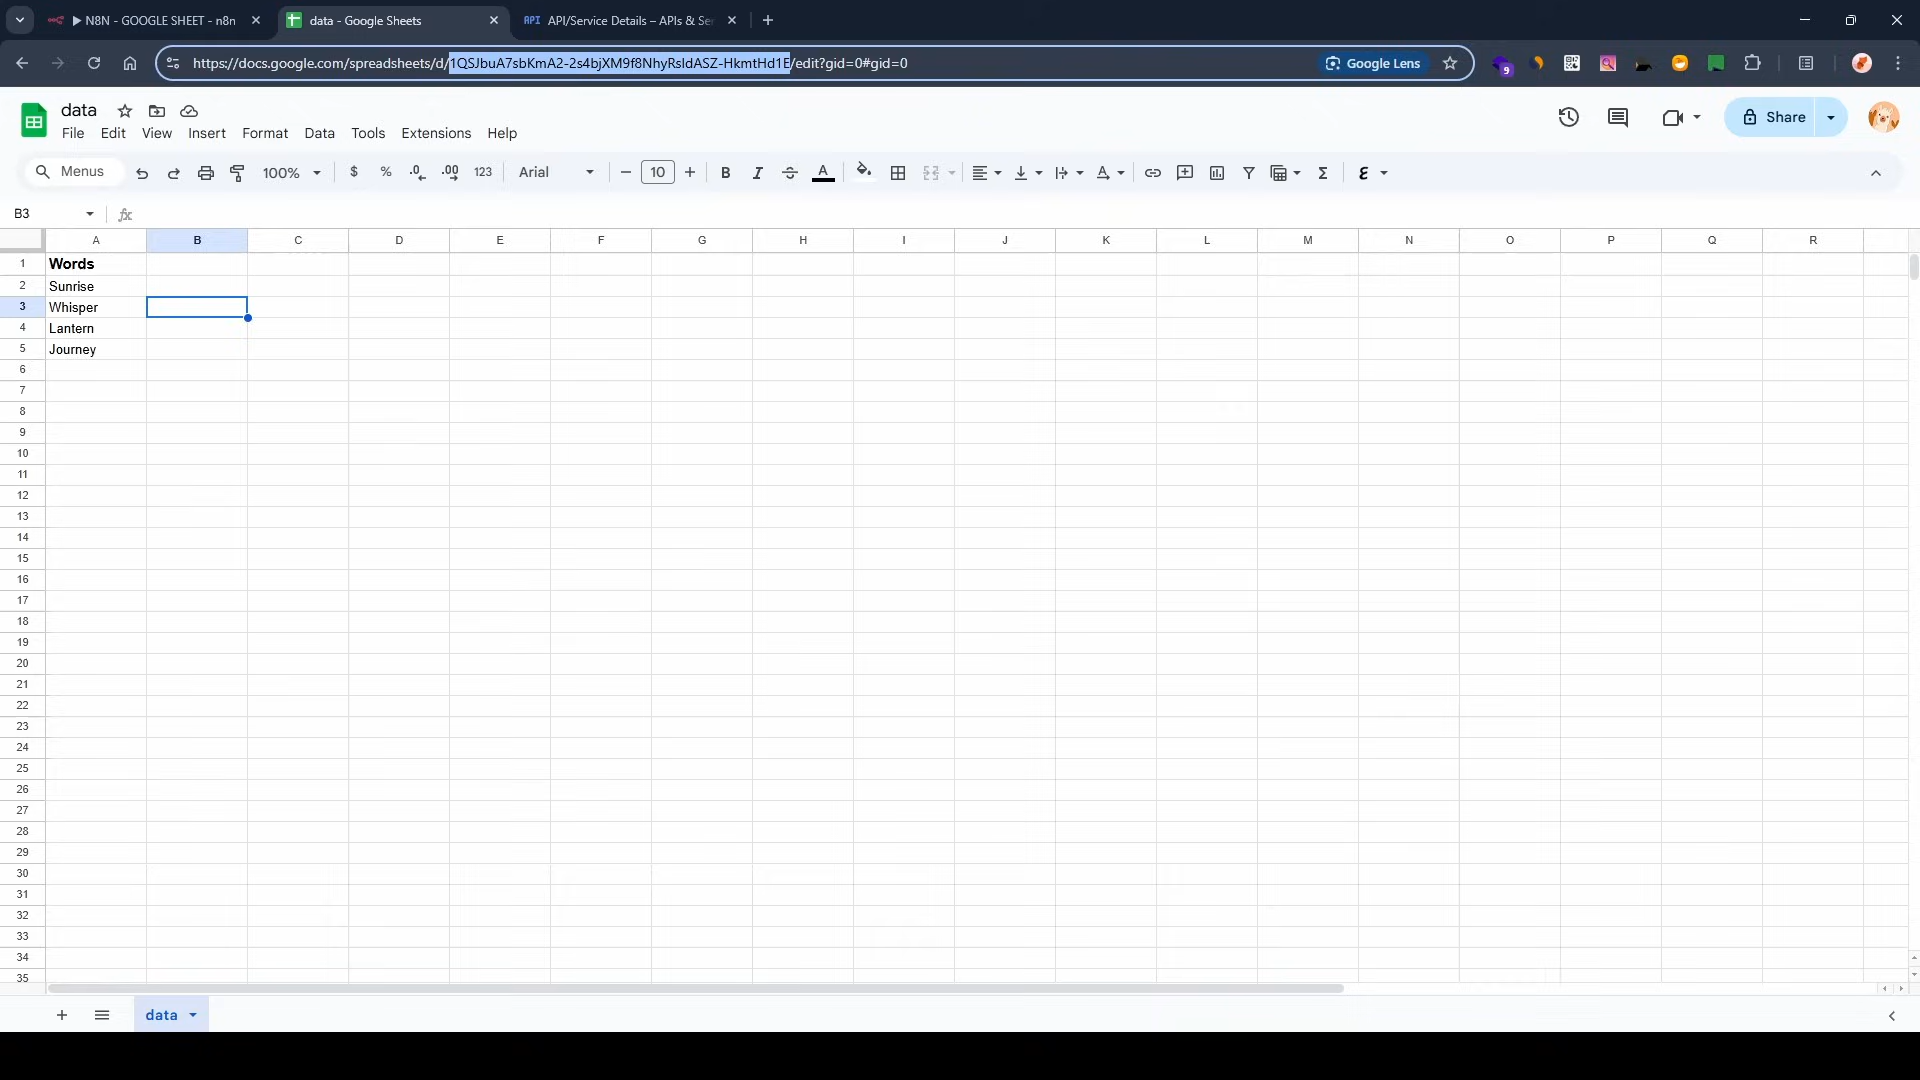 N8N - GOOGLE SHEET - n8n
data - Google Sheets
API API/Service Details – APIs & Se
https://docs.google.com/spreadsheets/d/1QSJbuA7sbKmA2-2s4bjXM9f8NhyRsIdASZ-HkmtHd1E/edit?gid=0#gid=0
Google Lens
9
data
File Edit View Insert Format Data Tools Extensions Help
Share
Menus
100%
$ % .0 .00 123
Arial
10
B I A
B3
fx
A B C D E F G H I J K L M N O P Q R
1 Words
2 Sunrise
3 Whisper
4 Lantern
5 Journey
6
7
8
9
10
11
12
13
14
15
16
17
18
19
20
21
22
23
24
25
26
27
28
29
30
31
32
33
34
35
data